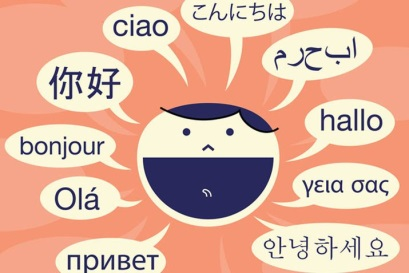 こんにちは
ciao
ابحرم
你好
hallo
bonjour
γεια σας
Olá
안녕하세요
привет